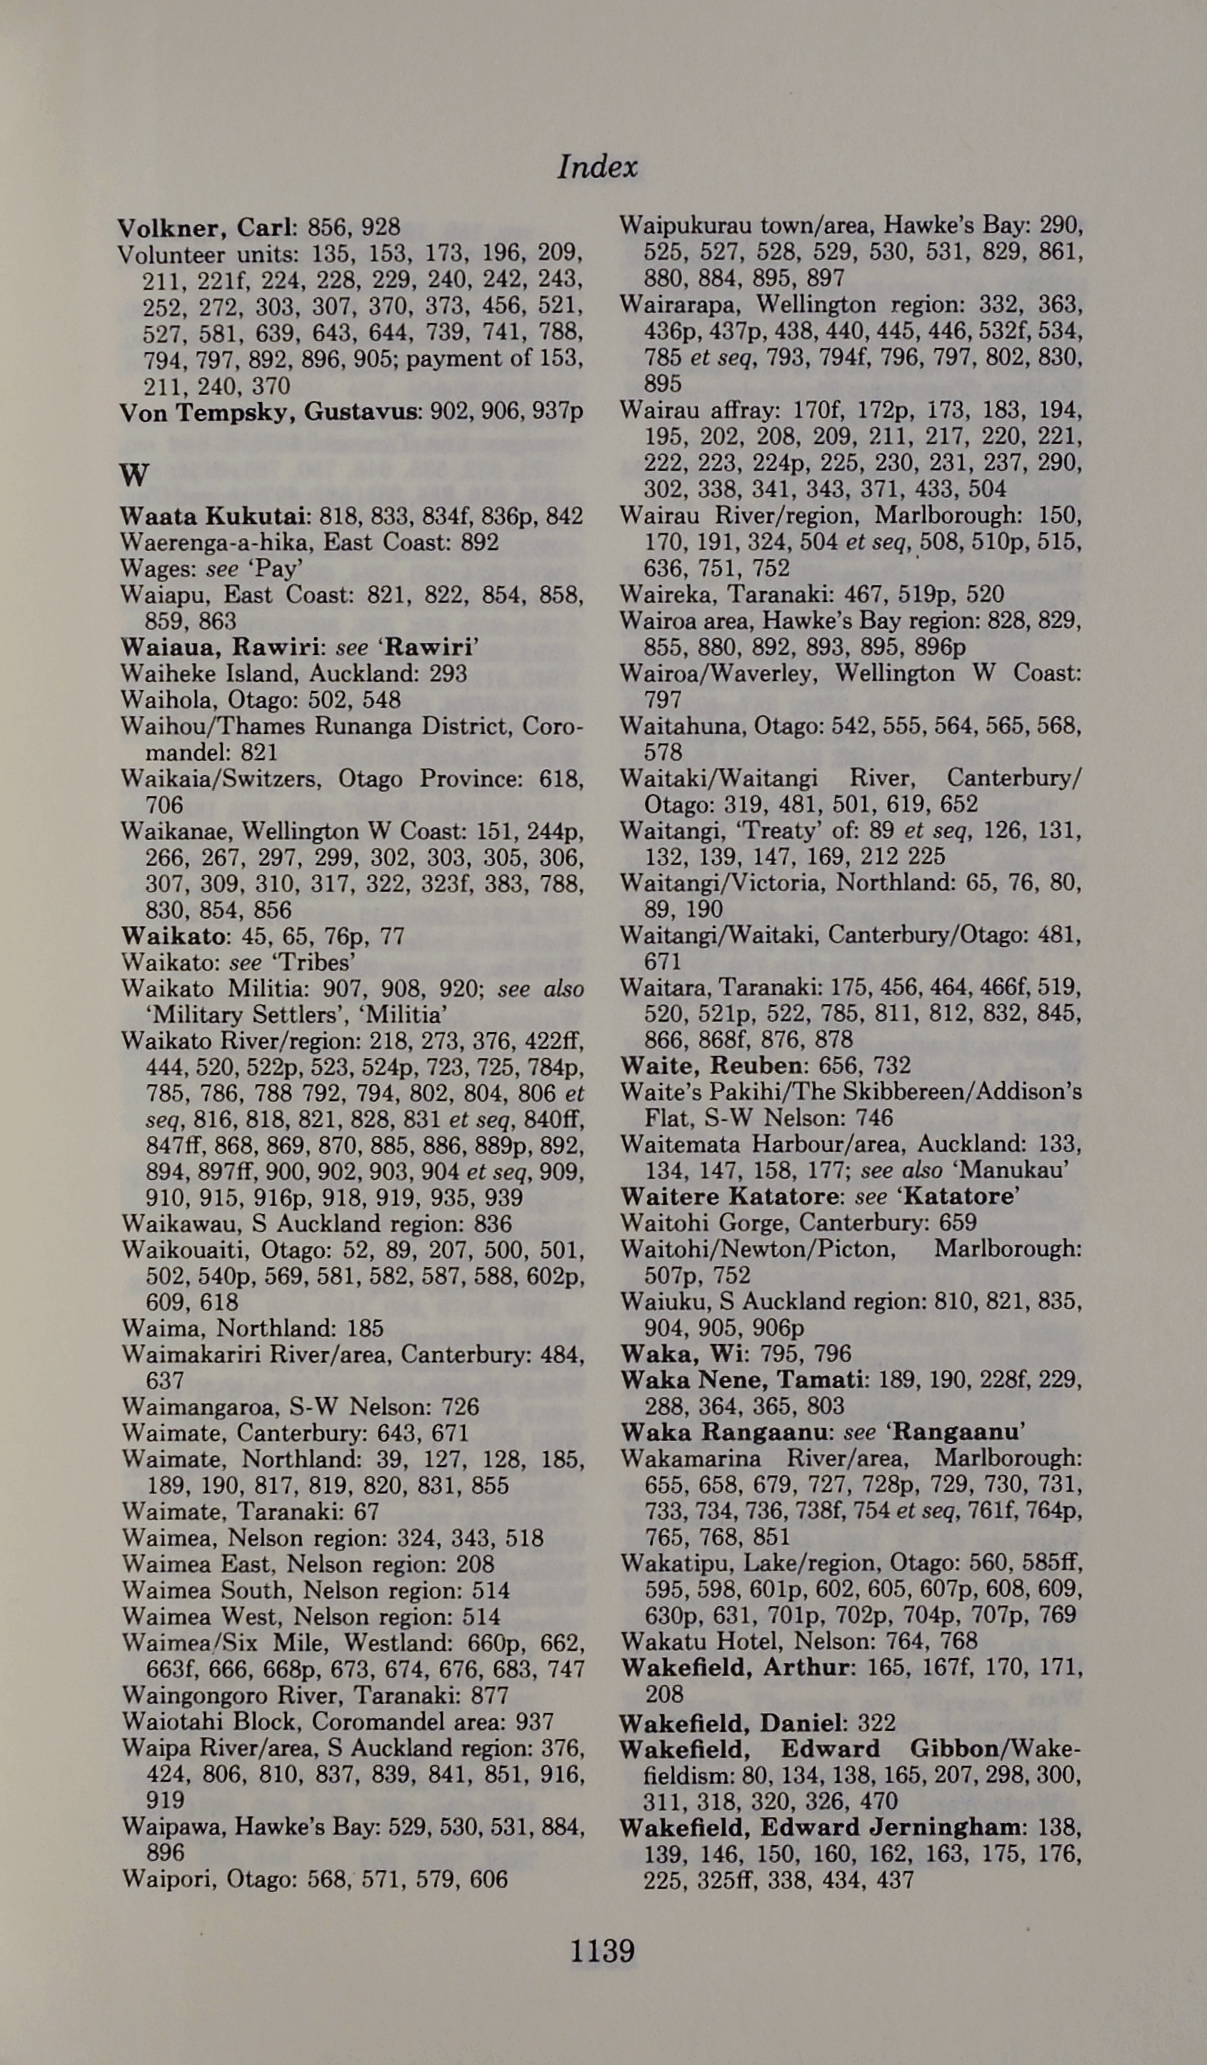 Index
Volkner, Carl: 856, 928
Volunteer units: 135, 153, 173, 196, 209,
211, 221f, 224, 228, 229, 240, 242, 243,
252, 272, 303, 307, 370, 373, 456, 521,
527, 581, 639, 643, 644, 739, 741, 788,
794, 797, 892, 896, 905; payment of 153,
211, 240, 370
Von Tempsky, Gustavus: 902, 906, 937p
W
Waata Kukutai: 818, 833, 834f, 836p, 842
Waerenga-a-hika, East Coast: 892
Wages: see ‘Pay’
Waiapu, East Coast: 821, 822, 854, 858,
859, 863
Waiaua, Rawiri: see ‘Rawiri’
Waiheke Island, Auckland: 293
Waihola, Otago: 502, 548
Waihou/Thames Runanga District, Coro-
mandel: 821
Waikaia/Switzers, Otago Province: 618,
706
Waikanae, Wellington W Coast: 151, 244p,
266, 267, 297, 299, 302, 303, 305, 306,
307, 309, 310, 317, 322, 323f, 383, 788,
830, 854, 856
Waikato: 45, 65, 76p, 77
Waikato: see ‘Tribes’
Waikato Militia: 907, 908, 920; see also
‘Military Settlers’, ‘Militia’
Waikato River/region: 218, 273, 376, 422ff,
444, 520, 522p, 523, 524p, 723, 725, 784p,
785, 786, 788 792, 794, 802, 804, 806 et
seq, 816, 818, 821, 828, 831 et seq, 840ff,
847ff, 868, 869, 870, 885, 886, 889p, 892,
894, 897ff, 900, 902, 903, 904 et seq, 909,
910, 915, 916p, 918, 919, 935, 939
Waikawau, S Auckland region: 836
Waikouaiti, Otago: 52, 89, 207, 500, 501,
502, 540p, 569, 581, 582, 587, 588, 602p,
609, 618
Waima, Northland: 185
Waimakariri River/area, Canterbury: 484,
637
Waimangaroa, S-W Nelson: 726
Waimate, Canterbury: 643, 671
Waimate, Northland: 39, 127, 128, 185,
189, 190, 817, 819, 820, 831, 855
Waimate, Taranaki: 67
Waimea, Nelson region: 324, 343, 518
Waimea East, Nelson region: 208
Waimea South, Nelson region: 514
Waimea West, Nelson region: 514
Waimea/Six Mile, Westland: 660p, 662,
663f, 666, 668p, 673, 674, 676, 683, 747
Waingongoro River, Taranaki: 877
Waiotahi Block, Coromandel area: 937
Waipa River/area, S Auckland region: 376,
424, 806, 810, 837, 839, 841, 851, 916,
919
Waipawa, Hawke’s Bay: 529, 530, 531, 884,
896
Waipori, Otago: 568, 571, 579, 606
Waipukurau town/area, Hawke’s Bay: 290,
525, 527, 528, 529, 530, 531, 829, 861,
880, 884, 895, 897
Wairarapa, Wellington region: 332, 363,
436p, 437p, 438, 440, 445, 446, 532f, 534,
785 et seq, 793, 794f, 796, 797, 802, 830,
895
Wairau affray: 170f, 172p, 173, 183, 194,
195, 202, 208, 209, 211, 217, 220, 221,
222, 223, 224p, 225, 230, 231, 237, 290,
302, 338, 341, 343, 371, 433, 504
Wairau River/region, Marlborough: 150,
170, 191, 324, 504 et seq, 508, 510p, 515,
636, 751, 752
Waireka, Taranaki: 467, 519p, 520
Wairoa area, Hawke’s Bay region: 828, 829,
855, 880, 892, 893, 895, 896p
Wairoa/Waverley, Wellington W Coast:
797
Waitahuna, Otago: 542, 555, 564, 565, 568,
578
Waitaki/Waitangi River, Canterbury/
Otago: 319, 481, 501, 619, 652
Waitangi, ‘Treaty’ of: 89 et seq, 126, 131,
132, 139, 147, 169, 212 225
Waitangi/Victoria, Northland: 65, 76, 80,
89, 190
Waitangi/Waitaki, Canterbury/Otago: 481,
671
Waitara, Taranaki: 175, 456, 464, 466f, 519,
520, 521p, 522, 785, 811, 812, 832, 845,
866, 868f, 876, 878
Waite, Reuben: 656, 732
Waite’s Pakihi/The Skibbereen/Addison’s
Flat, S-W Nelson: 746
Waitemata Harbour/area, Auckland: 133,
134, 147, 158, 177; see also ‘Manukau’
Waitere Katatore: see ‘Katatore’
Waitohi Gorge, Canterbury: 659
Waitohi/Newton/Picton, Marlborough:
507p, 752
Waiuku, S Auckland region: 810, 821, 835,
904, 905, 906p
Waka, Wi: 795, 796
Waka Nene, Tamati: 189, 190, 228f, 229,
288, 364, 365, 803
Waka Rangaanu: see ‘Rangaanu’
Wakamarina River/area, Marlborough:
655, 658, 679, 727, 728p, 729, 730, 731,
733, 734, 736, 738f, 754 et seq, 761f, 764p,
765, 768, 851
Wakatipu, Lake/region, Otago: 560, 585ff,
595, 598, 601p, 602, 605, 607p, 608, 609,
630p, 631, 701p, 702p, 704p, 707p, 769
Wakatu Hotel, Nelson: 764, 768
Wakefield, Arthur: 165, 167f, 170, 171,
208
Wakefield, Daniel: 322
Wakefield, Edward Gibbon/Wake-
fieldism: 80, 134, 138, 165, 207, 298, 300,
311, 318, 320, 326, 470
Wakefield, Edward Jerningham: 138,
139, 146, 150, 160, 162, 163, 175, 176,
225, 325ff, 338, 434, 437
1139